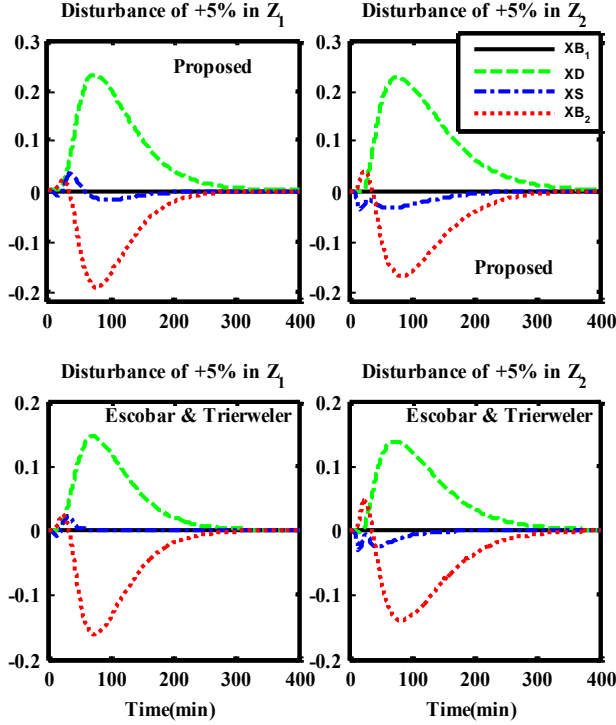 Disturbance of +5% in Z1
Disturbance of +5% in Z2
0.3
0.2
0.1
0
-0.1
-0.2
0 100 200 300 400
Proposed
0.3
0.2
0.1
0
-0.1
-0.2
0 100 200 300 400
XB1
XD
XS
XB2
Proposed
Disturbance of +5% in Z1
Disturbance of +5% in Z2
0.2
0.1
0
-0.1
-0.2
0 100 200 300 400
Escobar & Trierweler
Time(min)
0.2
0.1
0
-0.1
-0.2
0 100 200 300 400
Escobar & Trierweler
Time(min)